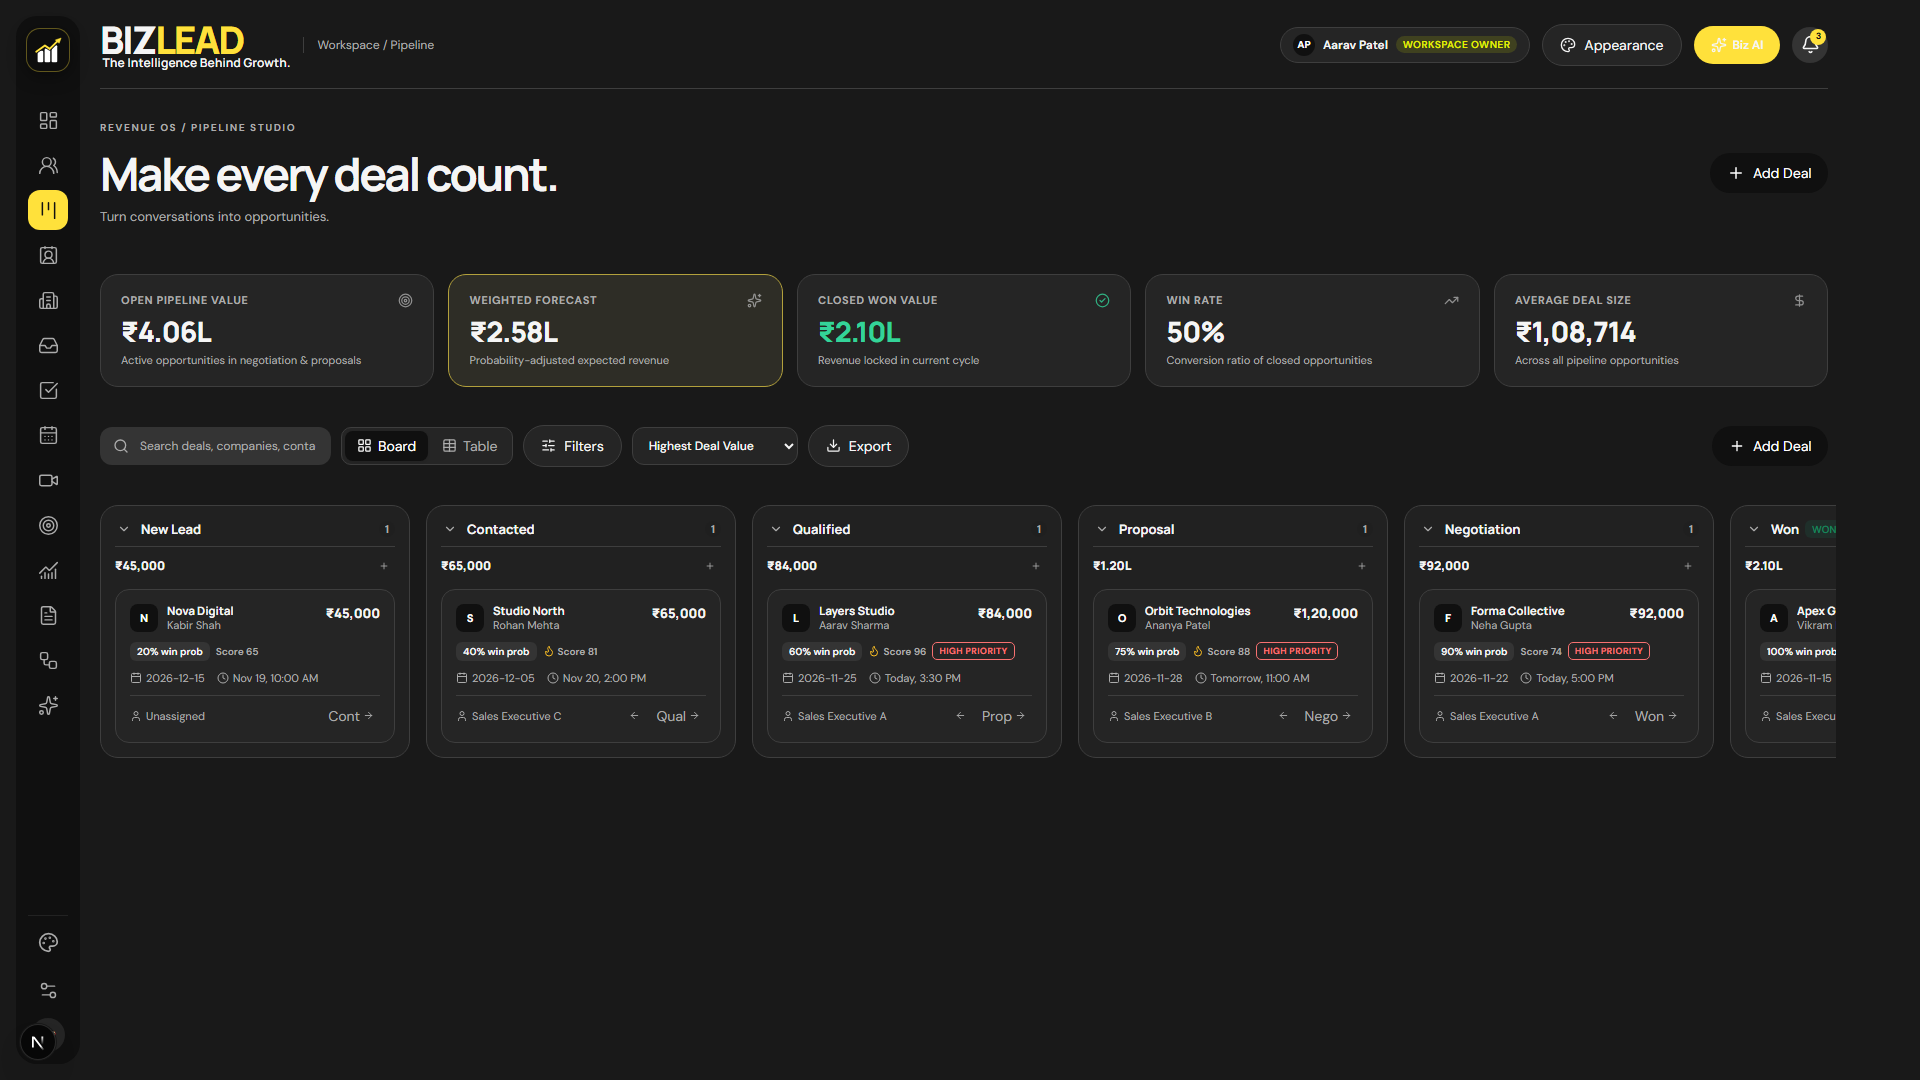 BIZLEAD
The Intelligence Behind Growth.
Workspace / Pipeline
AP Aarav Patel WORKSPACE OWNER
Appearance
Biz AI
3
REVENUE OS / PIPELINE STUDIO
Make every deal count.
Turn conversations into opportunities.
+ Add Deal
OPEN PIPELINE VALUE
₹4.06L
Active opportunities in negotiation & proposals
WEIGHTED FORECAST
₹2.58L
Probability-adjusted expected revenue
CLOSED WON VALUE
₹2.10L
Revenue locked in current cycle
WIN RATE
50%
Conversion ratio of closed opportunities
AVERAGE DEAL SIZE
$
₹1,08,714
Across all pipeline opportunities
Search deals, companies, conta
Board
Table
Filters
Highest Deal Value
Export
+ Add Deal
New Lead 1
₹45,000 +
N Nova Digital ₹45,000
Kabir Shah
20% win prob Score 65
2026-12-15 Nov 19, 10:00 AM
Unassigned Cont →
Contacted 1
₹65,000 +
S Studio North ₹65,000
Rohan Mehta
40% win prob Score 81
2026-12-05 Nov 20, 2:00 PM
Sales Executive C ← Qual →
Qualified 1
₹84,000 +
L Layers Studio ₹84,000
Aarav Sharma
60% win prob Score 96 HIGH PRIORITY
2026-11-25 Today, 3:30 PM
Sales Executive A ← Prop →
Proposal 1
₹1.20L +
O Orbit Technologies ₹1,20,000
Ananya Patel
75% win prob Score 88 HIGH PRIORITY
2026-11-28 Tomorrow, 11:00 AM
Sales Executive B ← Nego →
Negotiation 1
₹92,000 +
F Forma Collective ₹92,000
Neha Gupta
90% win prob Score 74 HIGH PRIORITY
2026-11-22 Today, 5:00 PM
Sales Executive A ← Won →
Won WON
₹2.10L
A Apex G
Vikram
100% win prob
2026-11-15
Sales Execu
N